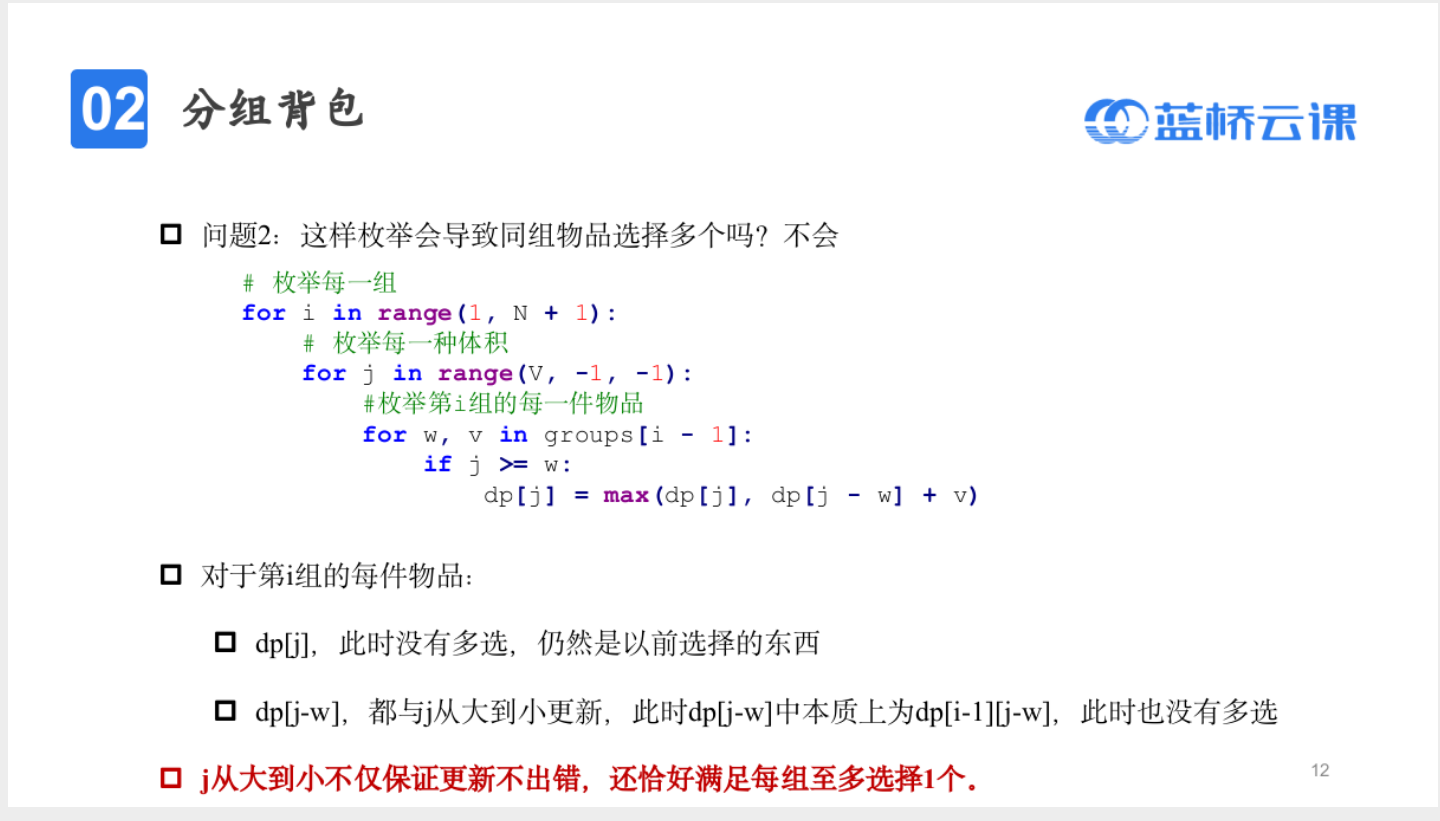 02 分组背包
蓝桥云课
问题2：这样枚举会导致同组物品选择多个吗？不会
# 枚举每一组
for i in range(1, N + 1):
# 枚举每一种体积
for j in range(V, -1, -1):
#枚举第i组的每一件物品
for w, v in groups[i - 1]:
if j >= w:
dp[j] = max(dp[j], dp[j - w] + v)
对于第i组的每件物品：
dp[j]，此时没有多选，仍然是以前选择的东西
dp[j-w]，都与j从大到小更新，此时dp[j-w]中本质上为dp[i-1][j-w]，此时也没有多选
j从大到小不仅保证更新不出错，还恰好满足每组至多选择1个。
12